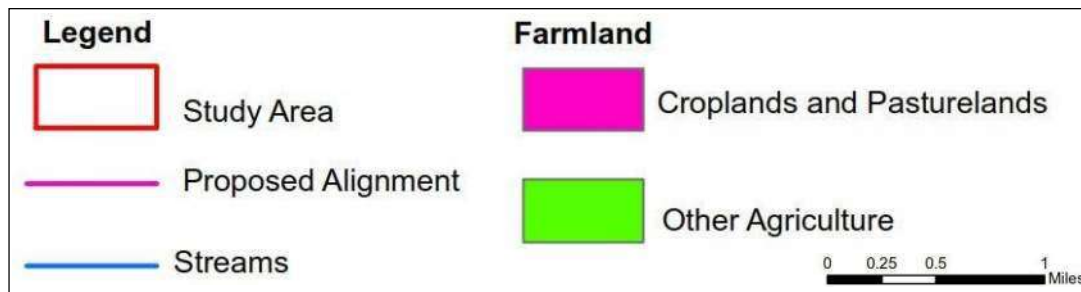 Legend
Study Area
Proposed Alignment
Streams
Farmland
Croplands and Pasturelands
Other Agriculture
0 0.25 0.5 1
Miles